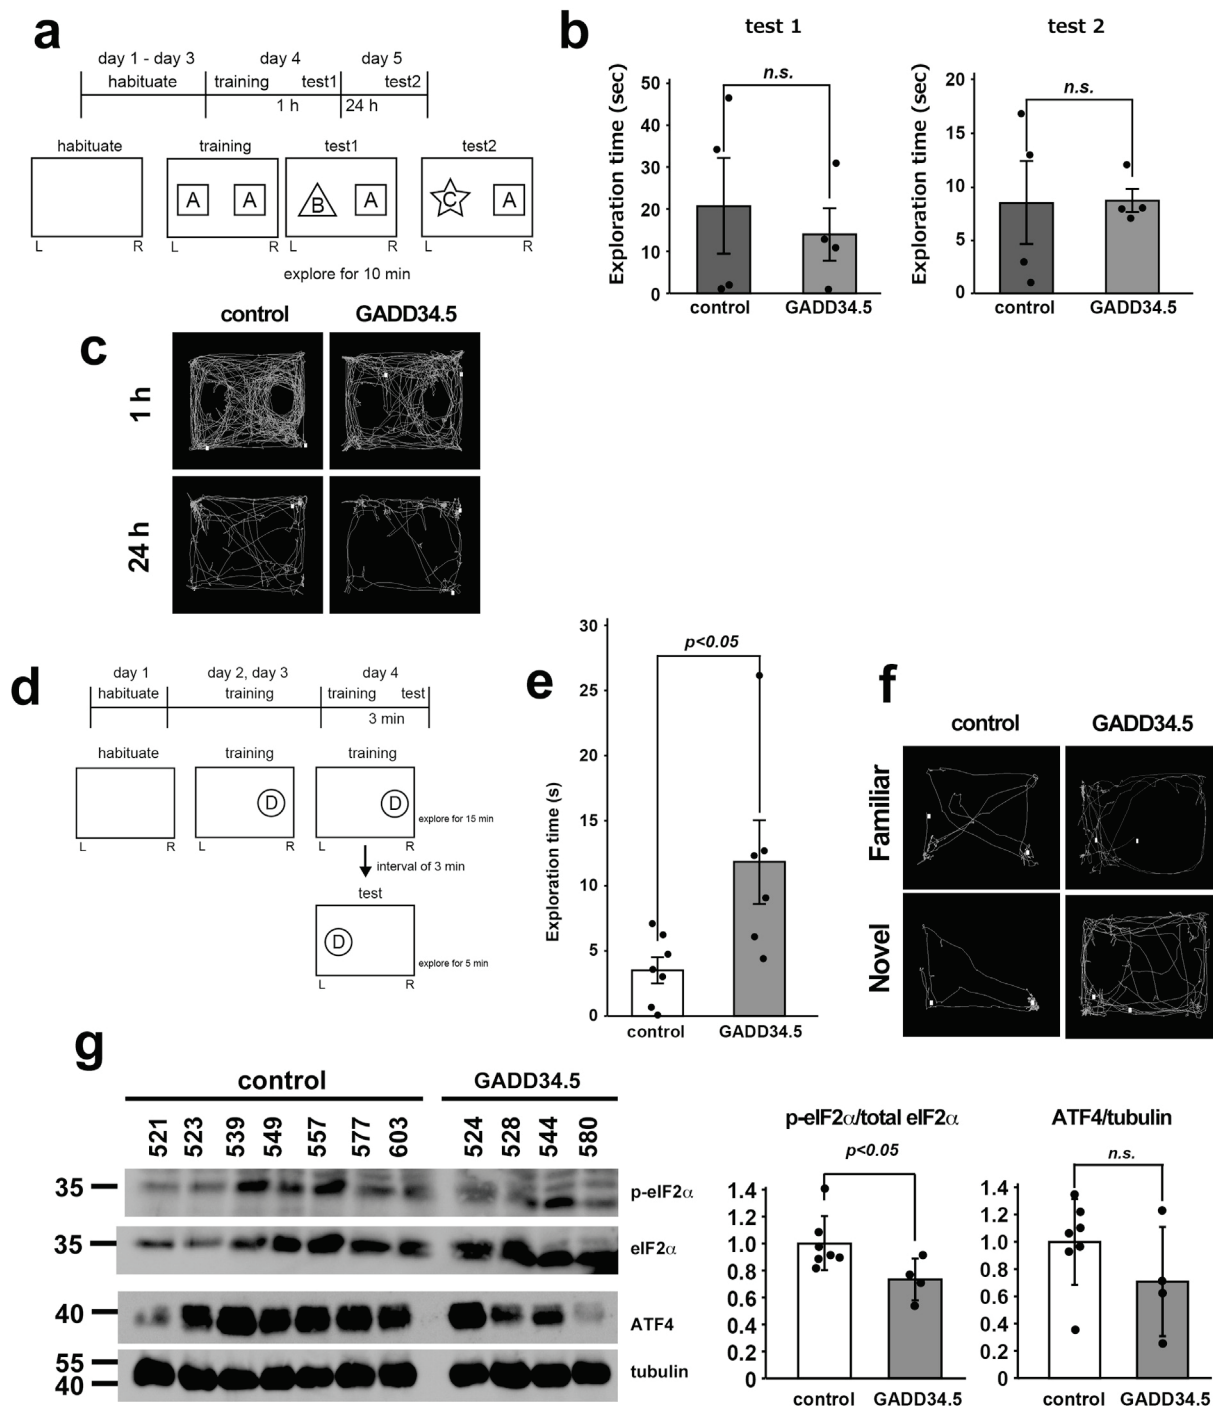 a
day 1 - day 3 day 4 day 5
habituate training test1 test2
1 h 24 h
habituate training test1 test2
A A B A C A
L R L R L R L R
explore for 10 min
b
test 1
Exploration time (sec)
50
40
30
20
10
0
n.s.
control GADD34.5
test 2
Exploration time (sec)
20
15
10
5
0
n.s.
control GADD34.5
c
control GADD34.5
1 h
24 h
d
day 1 day 2, day 3 day 4
habituate training training test
3 min
habituate training training
D D
explore for 15 min
L R L R L R
interval of 3 min
test
D
explore for 5 min
L R
e
Exploration time (s)
30
25
20
15
10
5
0
p<0.05
control GADD34.5
f
control GADD34.5
Familiar
Novel
g
control GADD34.5
521 523 539 549 557 577 603 524 528 544 580
35 p-eIF2α
35 eIF2α
40 ATF4
55
40
tubulin
p-eIF2α/total eIF2α
p<0.05
1.4
1.2
1.0
0.8
0.6
0.4
0.2
0
control GADD34.5
ATF4/tubulin
n.s.
1.4
1.2
1.0
0.8
0.6
0.4
0.2
0
control GADD34.5